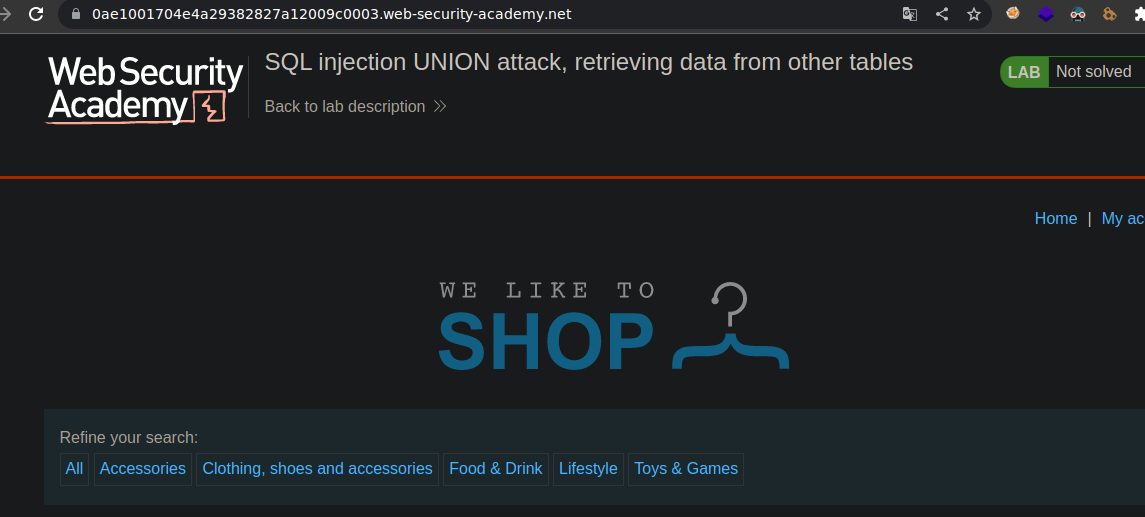 0ae1001704e4a29382827a12009c0003.web-security-academy.net
Web Security
Academy
SQL injection UNION attack, retrieving data from other tables
Back to lab description
LAB Not solved
Home | My ac
WE LIKE TO
SHOP
Refine your search:
All Accessories Clothing, shoes and accessories Food & Drink Lifestyle Toys & Games